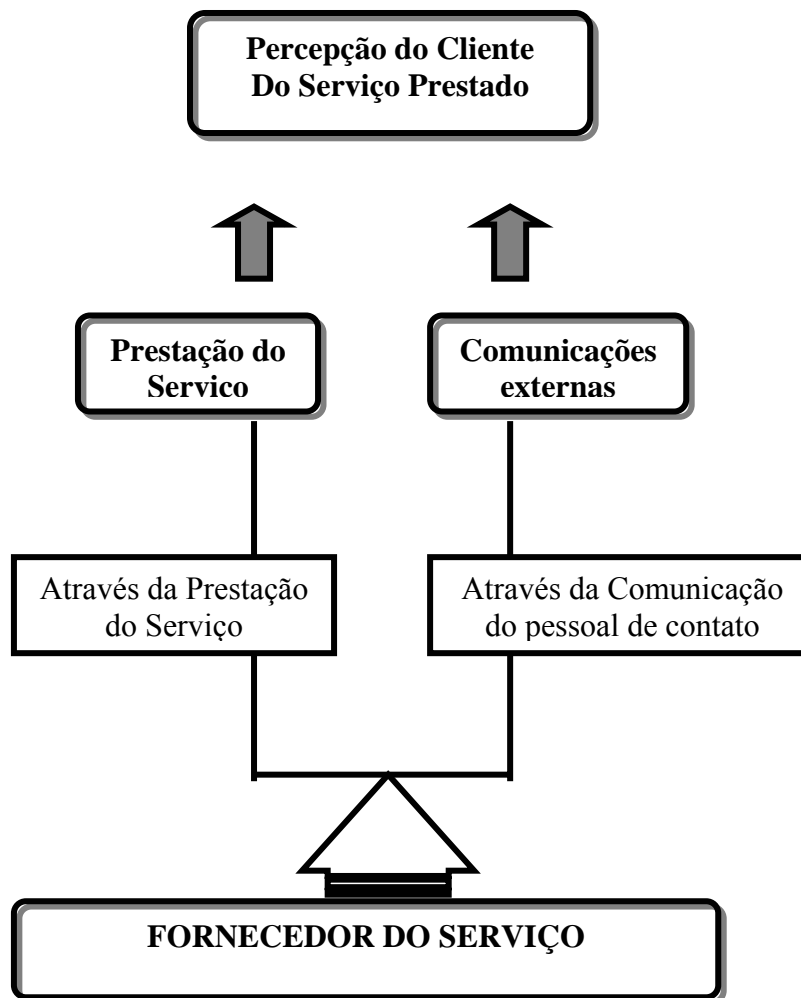 Percepção do Cliente
Do Serviço Prestado
Prestação do
Servico
Comunicações
externas
Através da Prestação
do Serviço
Através da Comunicação
do pessoal de contato
FORNECEDOR DO SERVIÇO